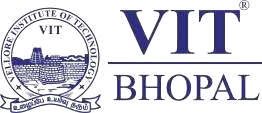 VELLORE INSTITUTE OF TECHNOLOGY
VIT
VIT®
BHOPAL